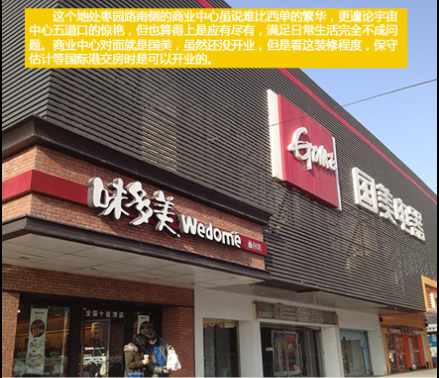 这个地处枣园路南侧的商业中心虽说难比西单的繁华，更遑论宇宙
中心五道口的惊艳，但也算得上是应有尽有，满足日常生活完全不成问
题。商业中心对面就是国美，虽然还没开业，但是看这装修程度，保守
估计等国际港交房时是可以开业的。
Gome
国美电器
味多美 Wedome